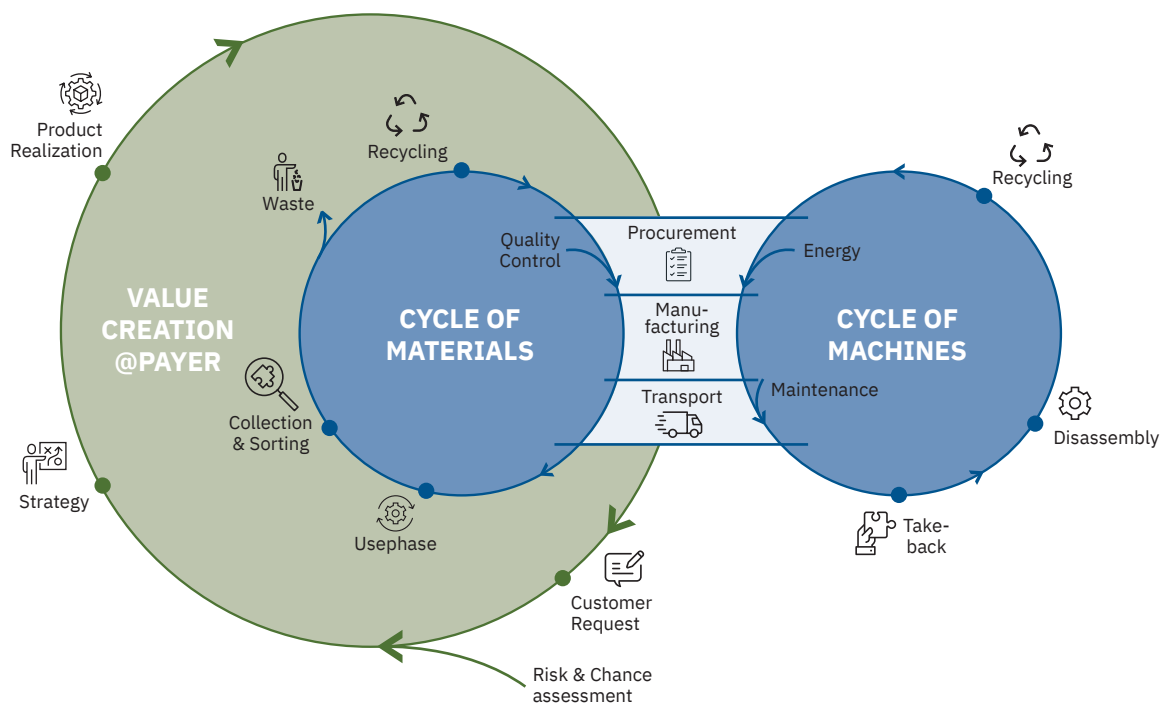 Product
Realization
Recycling
Waste
Recycling
Procurement
Quality
Control
Energy
VALUE
CREATION
@PAYER
CYCLE OF
MATERIALS
Manu-
facturing
CYCLE OF
MACHINES
Transport
Maintenance
Collection
& Sorting
Disassembly
Strategy
Usephase
Take-
back
Customer
Request
Risk & Chance
assessment